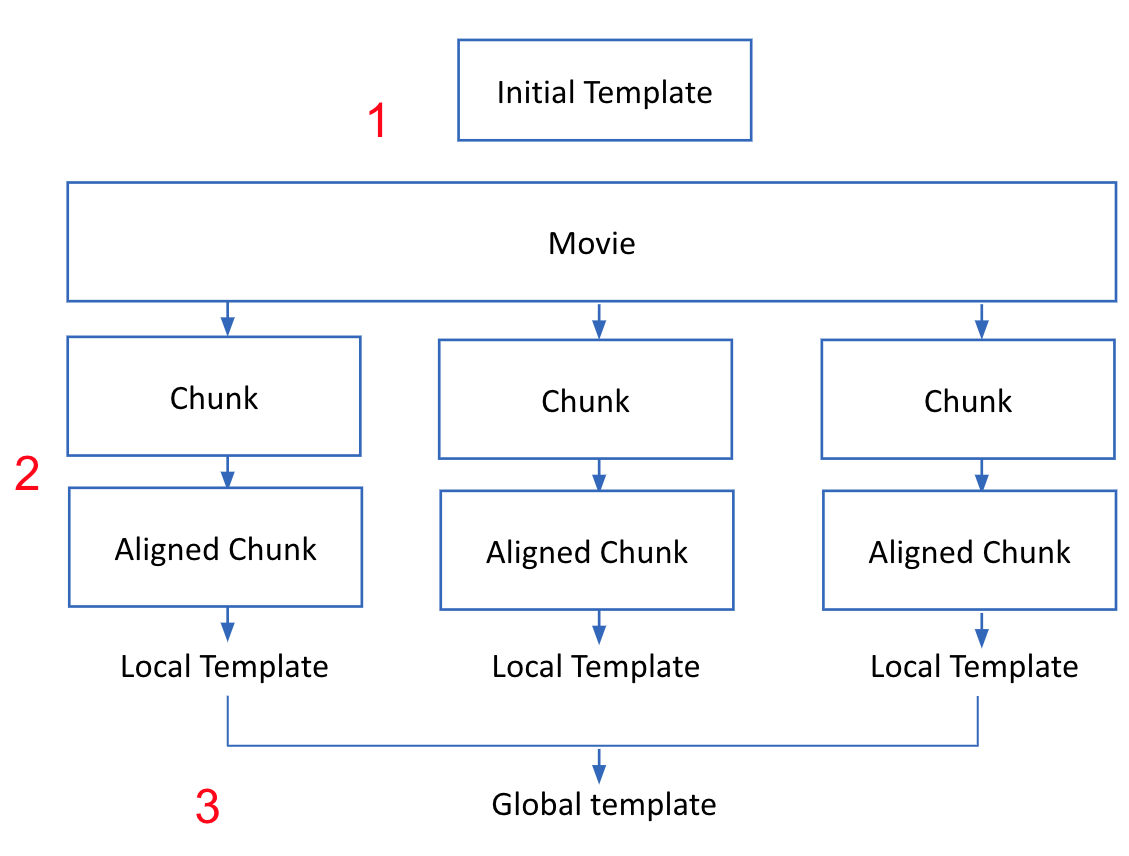 Initial Template
1
Movie
Chunk
Chunk
Chunk
2
Aligned Chunk
Aligned Chunk
Aligned Chunk
Local Template
Local Template
Local Template
3
Global template